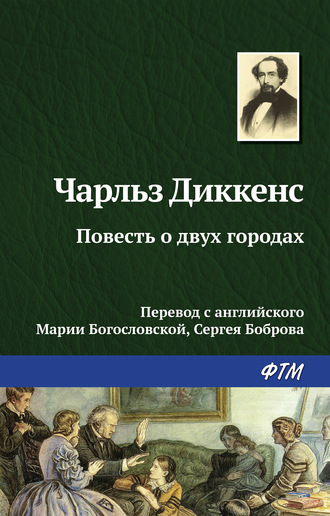 Чарльз Диккенс
Повесть о двух городах
Перевод с английского
Марии Богословской, Сергея Боброва
ФТМ